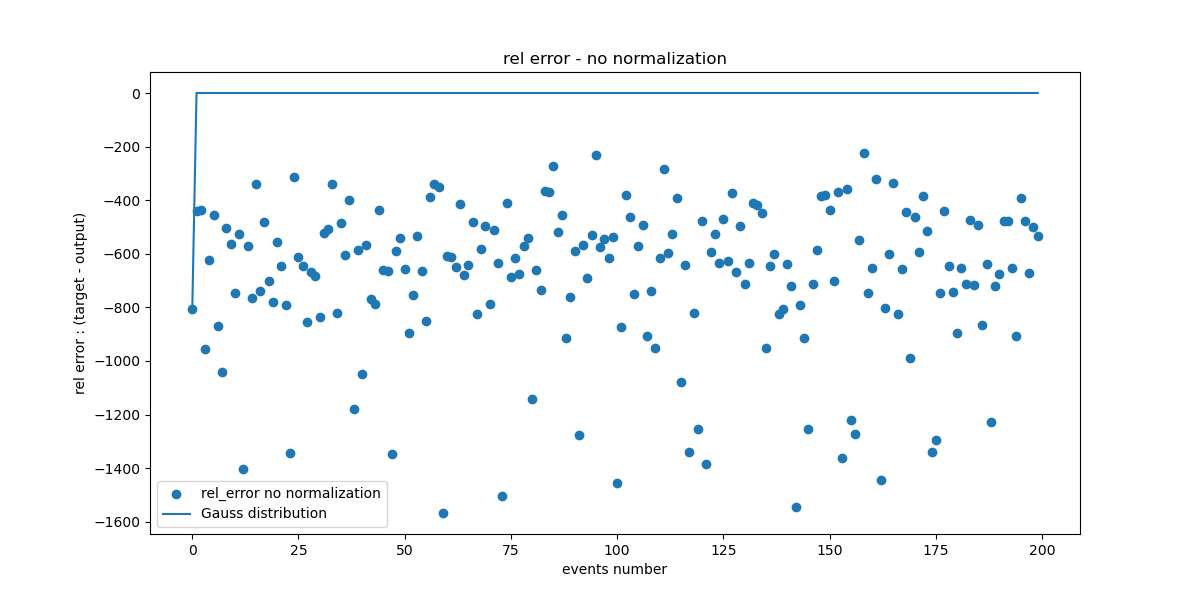 rel error - no normalization
rel error : (target - output)
0
−200
−400
−600
−800
−1000
−1200
−1400
−1600
rel_error no normalization
Gauss distribution
0 25 50 75 100 125 150 175 200
events number